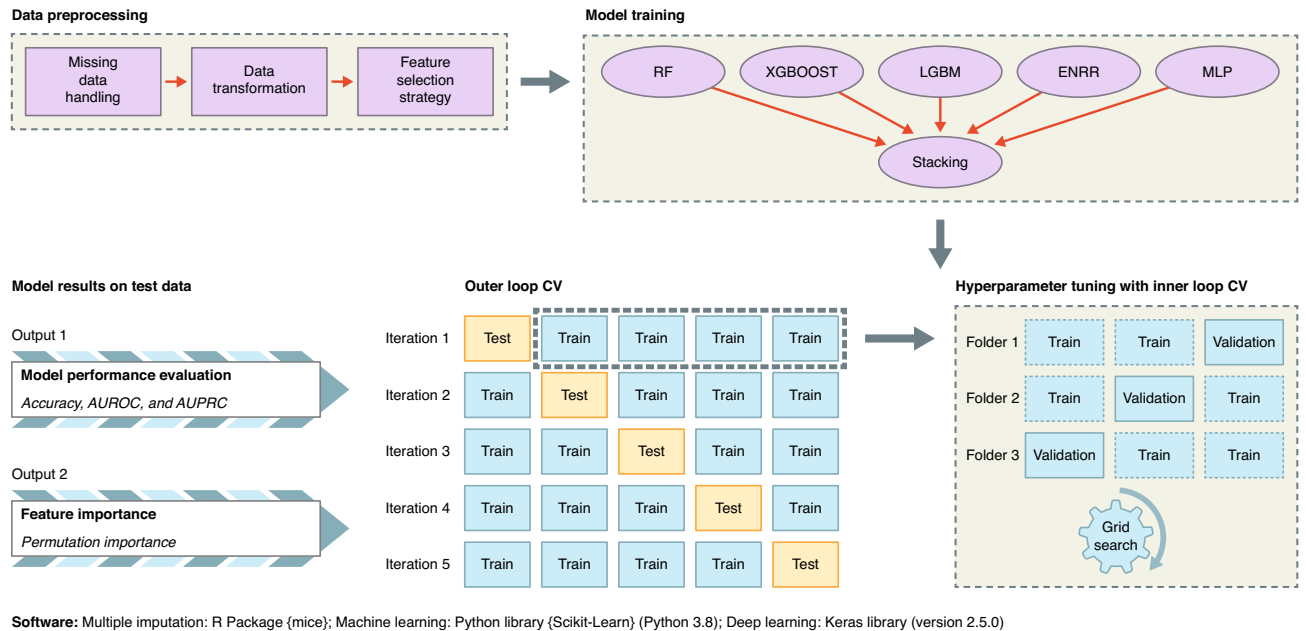 Data preprocessing
Missing
data
handling
Data
transformation
Feature
selection
strategy
Model training
RF
XGBOOST
LGBM
ENRR
MLP
Stacking
Model results on test data
Output 1
Model performance evaluation
Accuracy, AUROC, and AUPRC
Output 2
Feature importance
Permutation importance
Outer loop CV
Iteration 1 Test Train Train Train Train
Iteration 2 Train Test Train Train Train
Iteration 3 Train Train Test Train Train
Iteration 4 Train Train Train Test Train
Iteration 5 Train Train Train Train Test
Hyperparameter tuning with inner loop CV
Folder 1 Train Train Validation
Folder 2 Train Validation Train
Folder 3 Validation Train Train
Grid
search
Software: Multiple imputation: R Package {mice}; Machine learning: Python library {Scikit-Learn} (Python 3.8); Deep learning: Keras library (version 2.5.0)